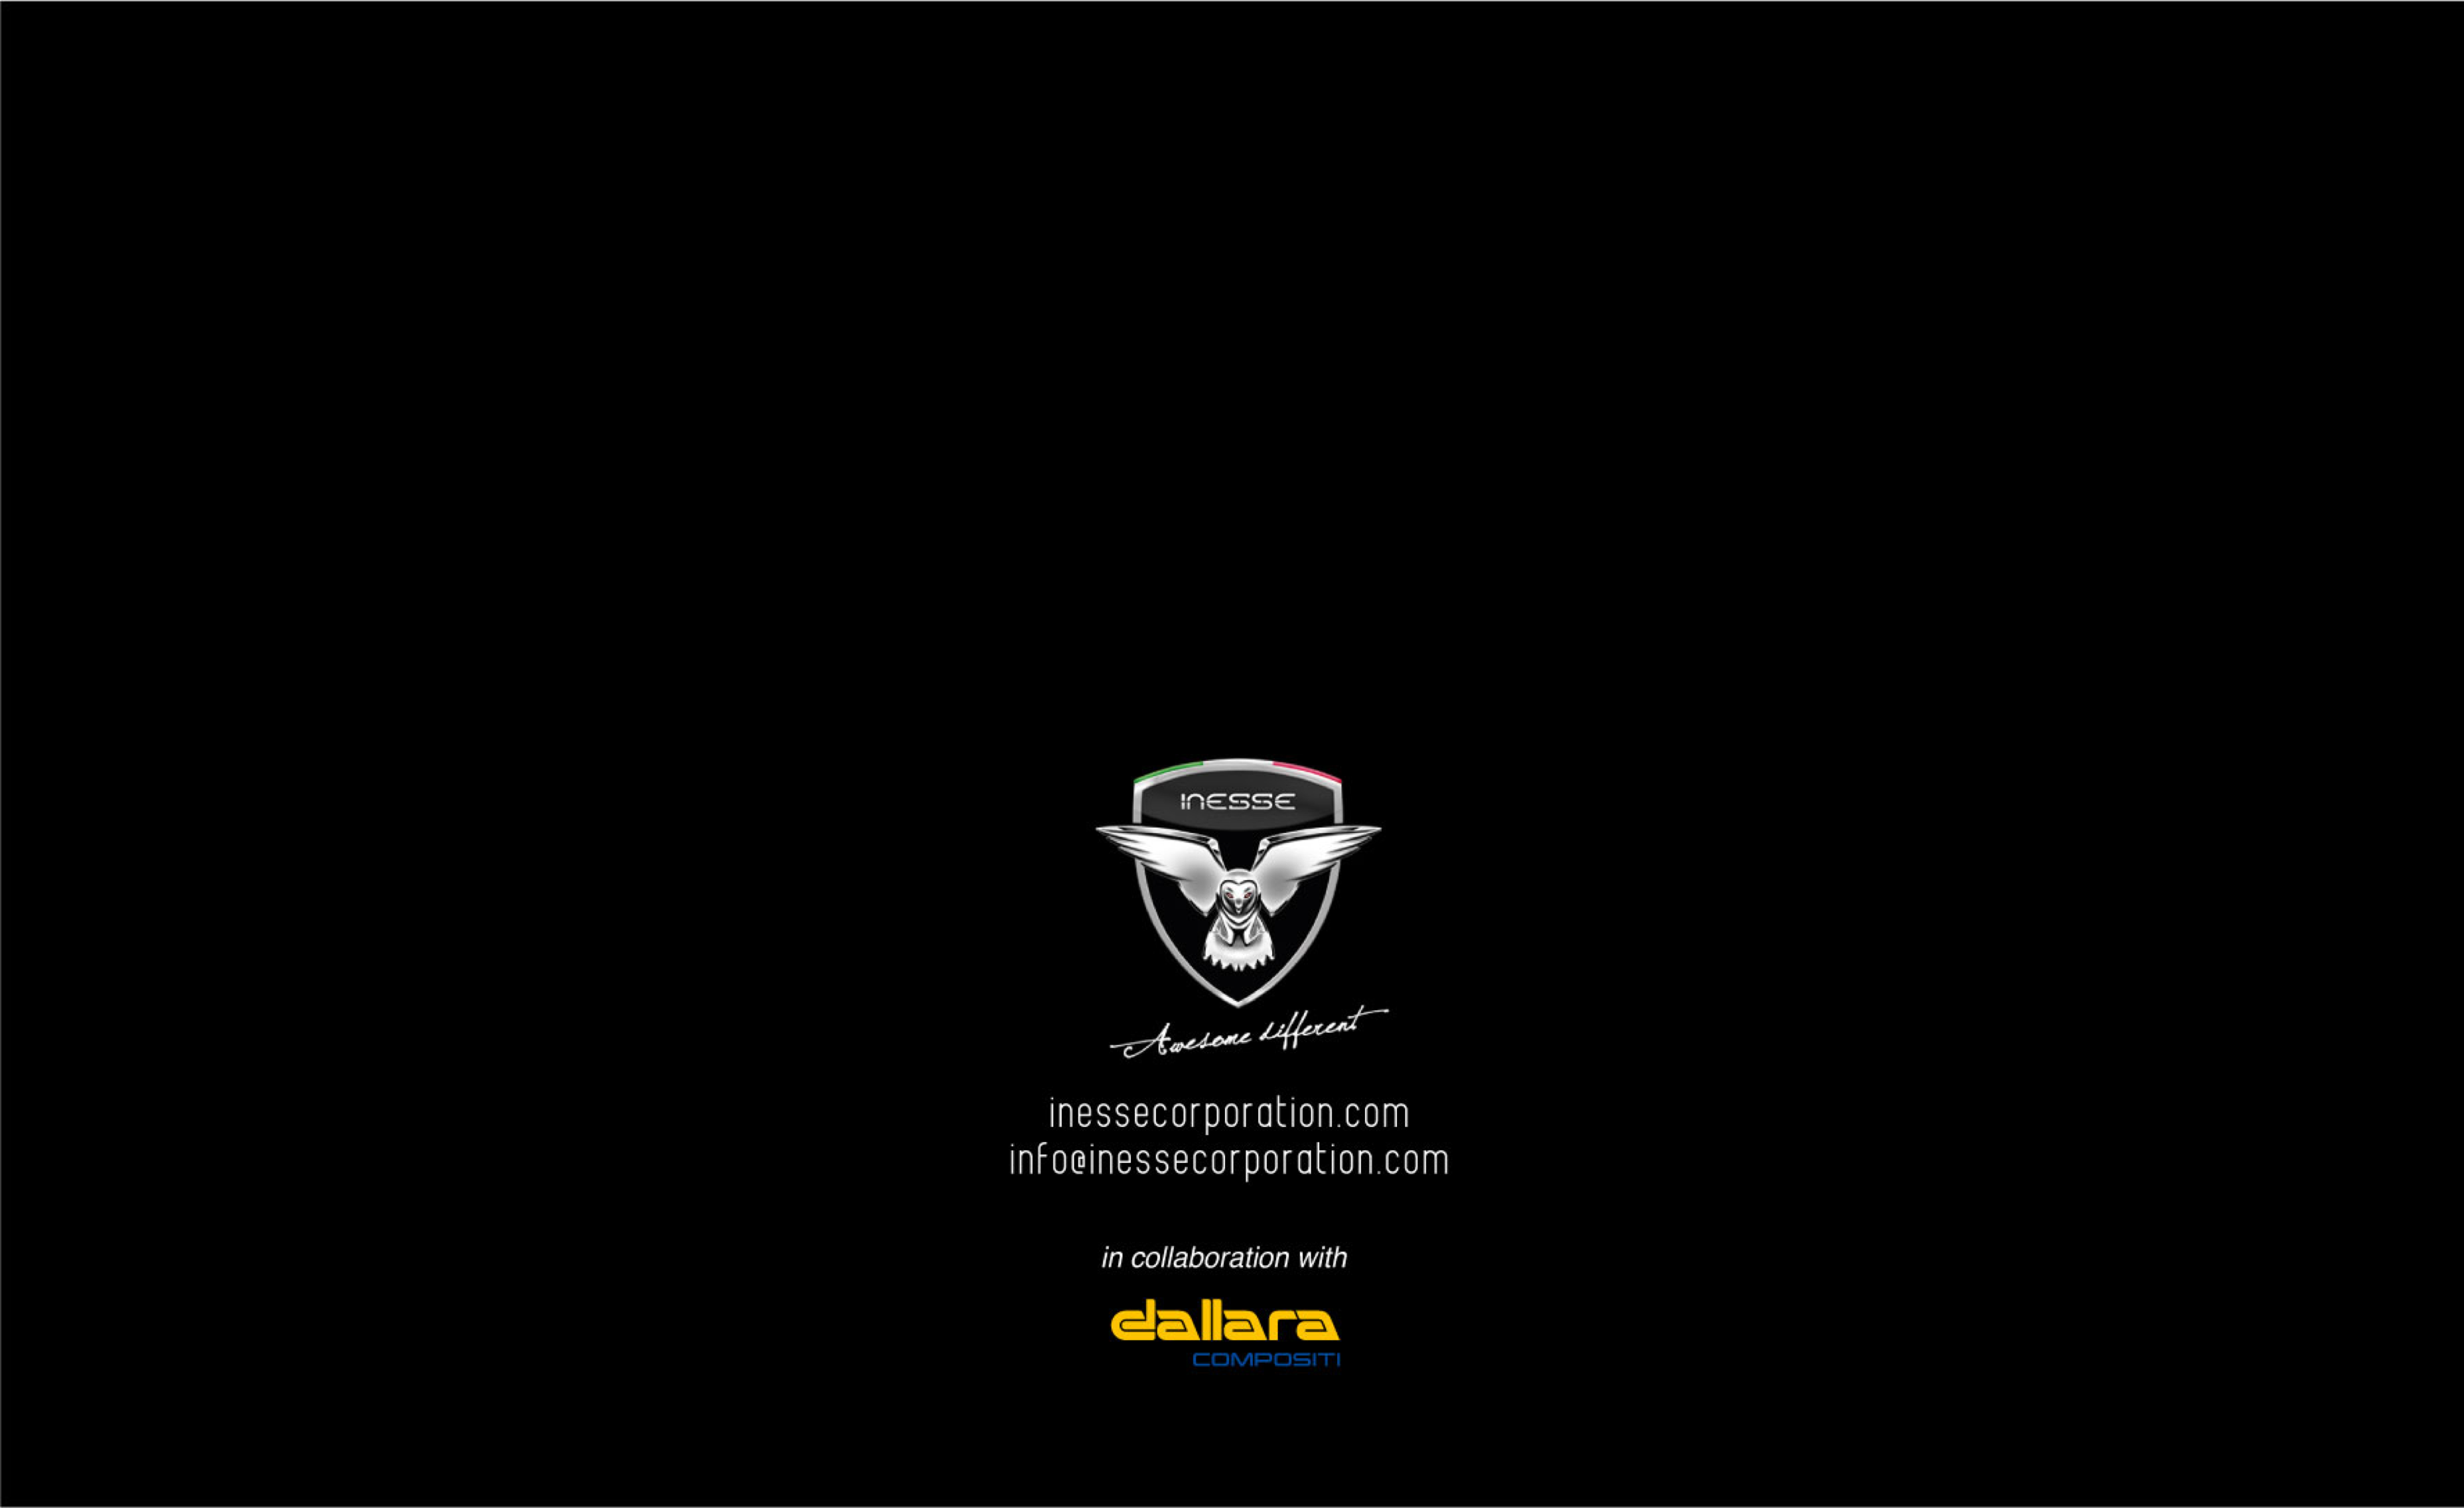 INESSE
Awesome different
inessecorporation.com
info@inessecorporation.com
in collaboration with
dallara
COMPOSITI